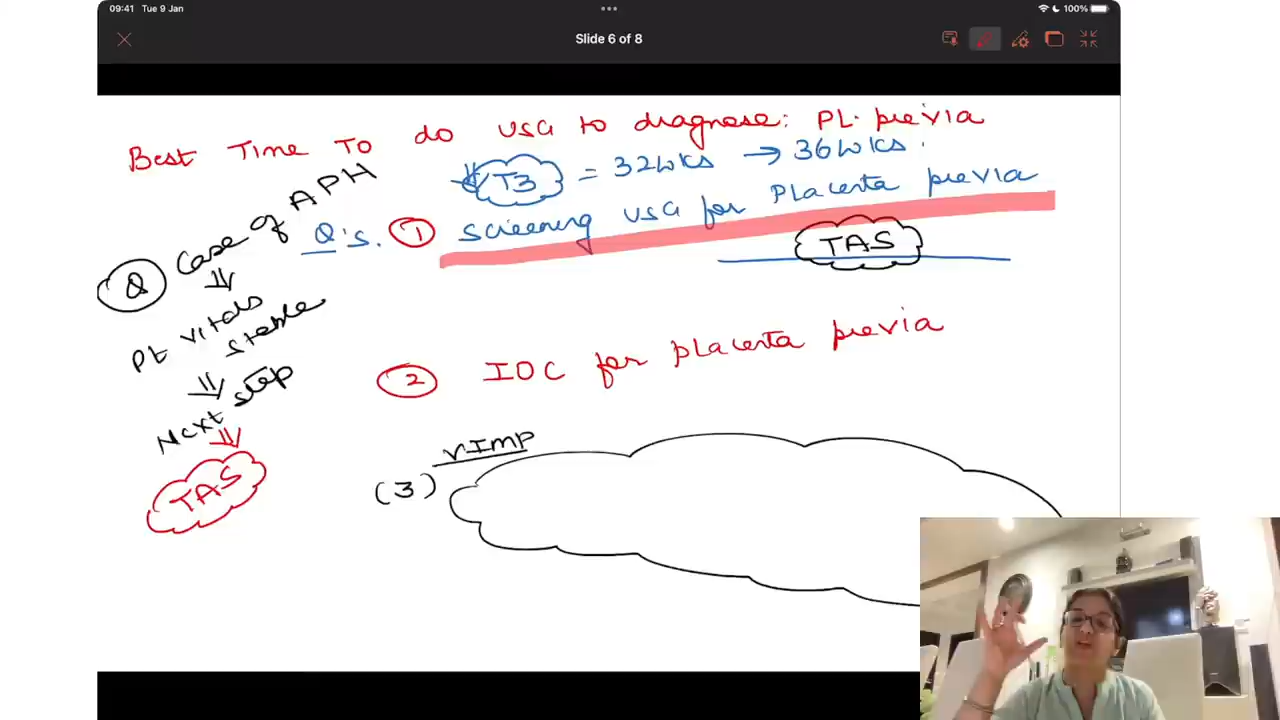 09:41 Tue 9 Jan
100%
Slide 6 of 8
Best Time To do USG to diagnose: PL. previa
T3 = 32wks → 36wks.
Q's. ① screening USG for Placenta previa
TAS
② IOC for placenta previa
vImp
(3)
Q Case of APH
⇓
Pt vitals stable
⇓
Next step
⇓
TAS